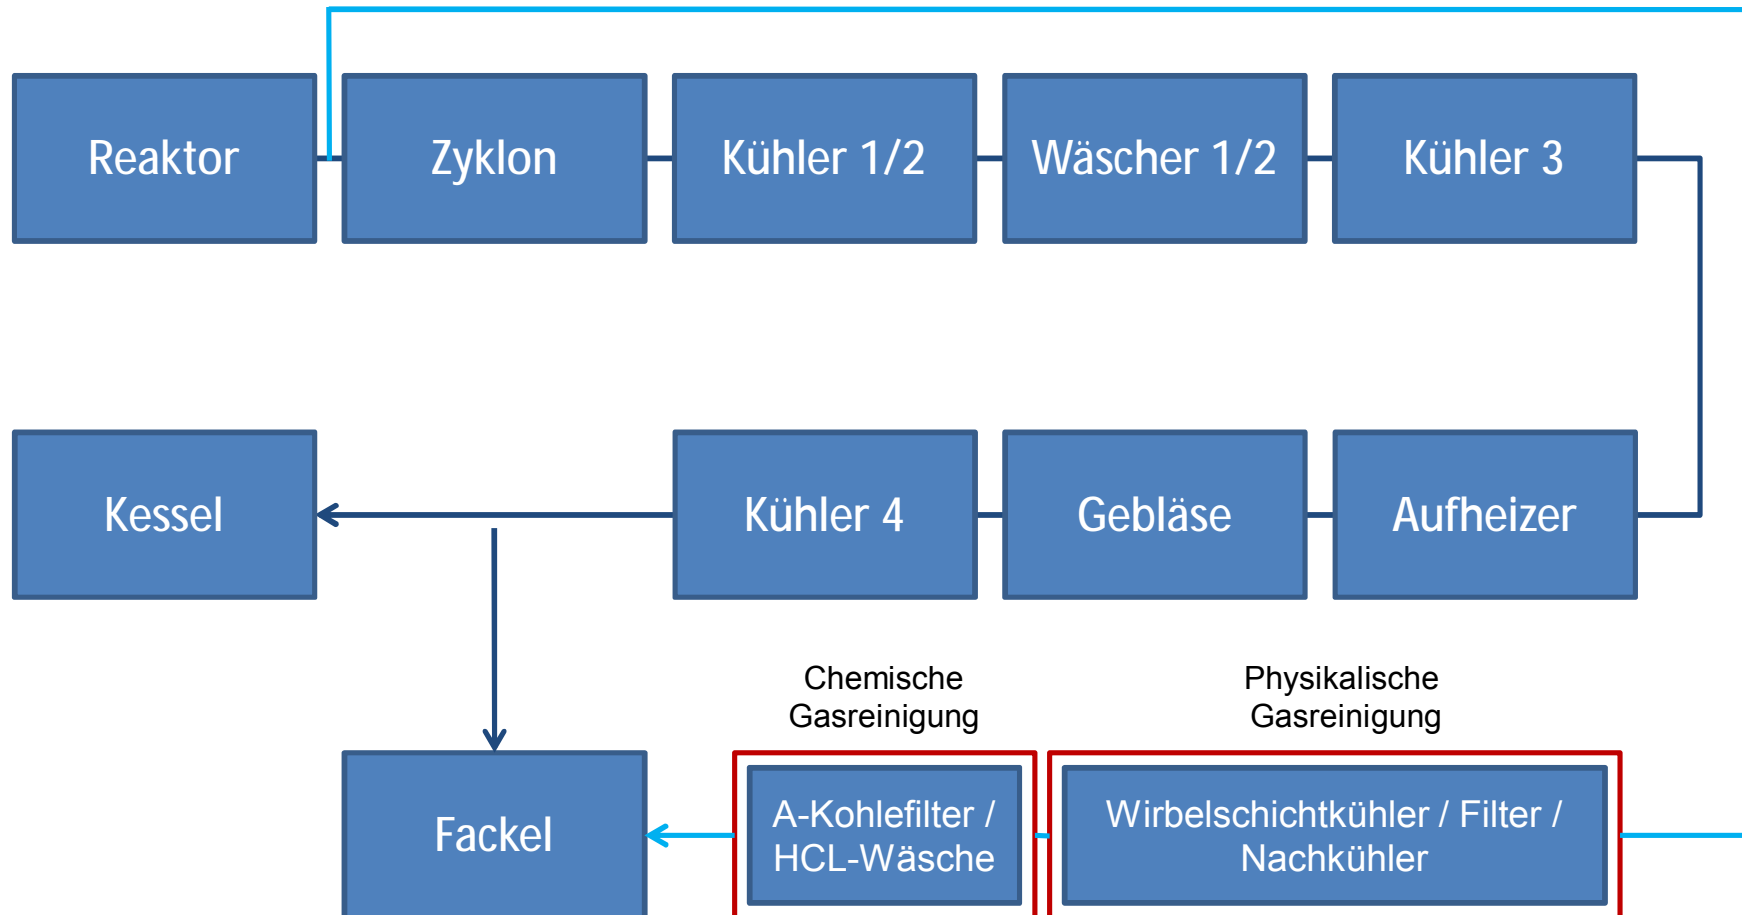 Reaktor
Zyklon
Kühler 1/2
Wäscher 1/2
Kühler 3
Kessel
Kühler 4
Gebläse
Aufheizer
Chemische
Gasreinigung
Physikalische
Gasreinigung
Fackel
A-Kohlefilter /
HCL-Wäsche
Wirbelschichtkühler / Filter /
Nachkühler